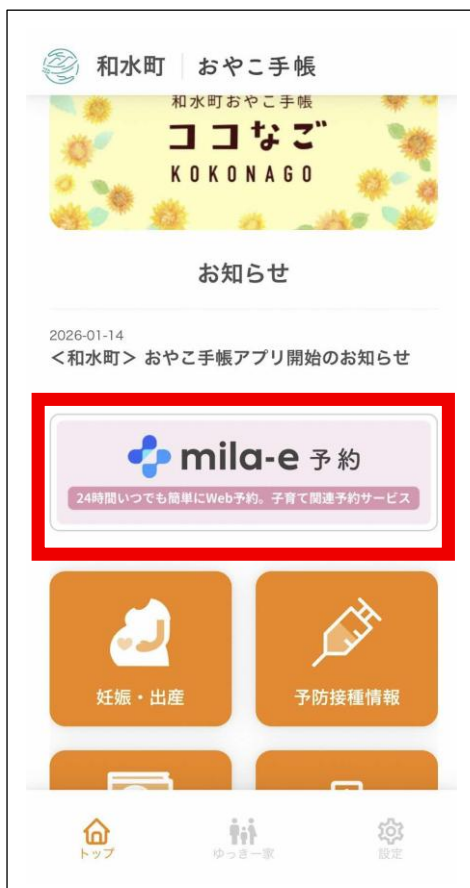 和水町 おやこ手帳
和水町おやこ手帳
ココなご
KOKONAGO
お知らせ
2026-01-14
<和水町> おやこ手帳アプリ開始のお知らせ
mila-e 予約
24時間いつでも簡単にWeb予約。子育て関連予約サービス
妊娠・出産
予防接種情報
トップ
ゆっきー家
設定